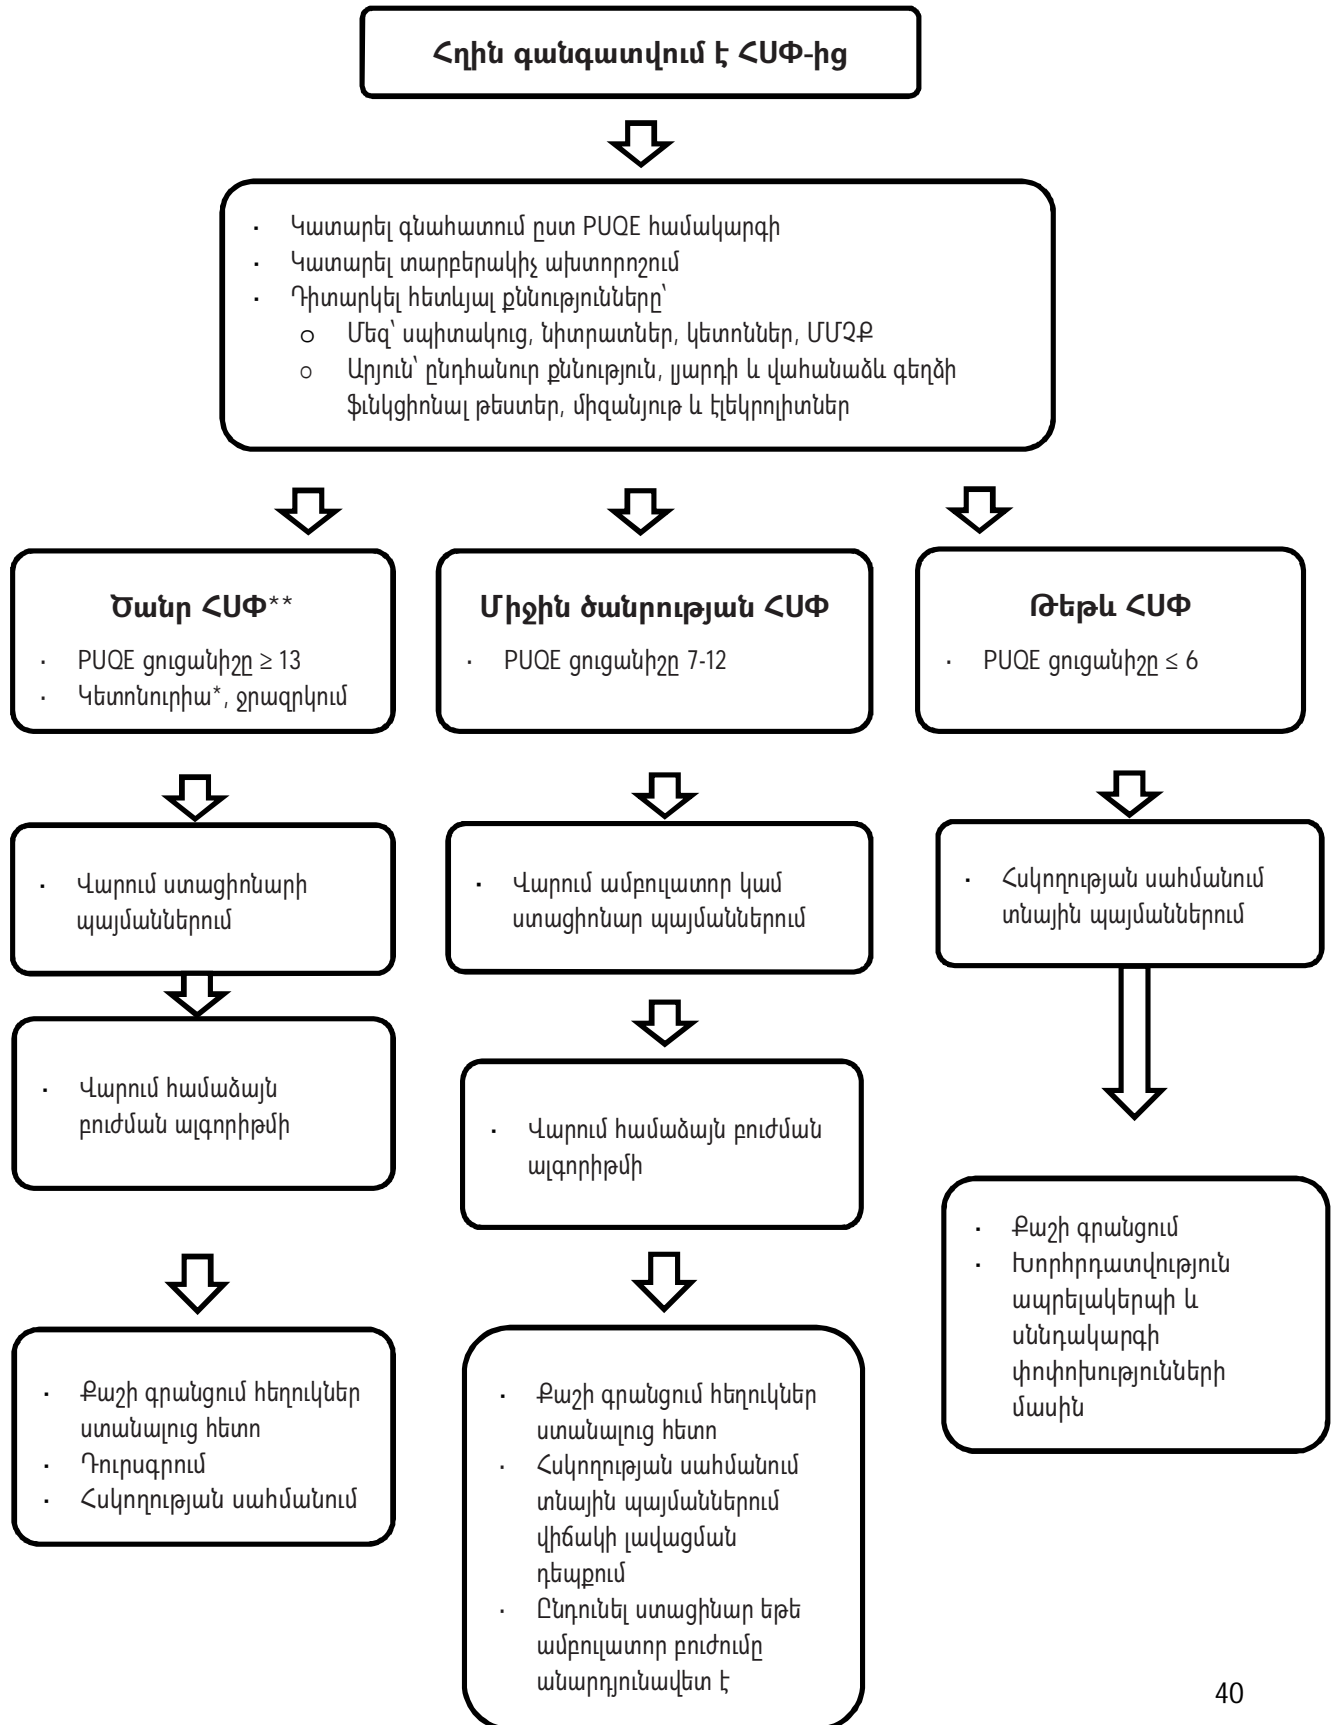 Հղին գանգատվում է ՀՍՓ-ից
· Կատարել գնահատում ըստ PUQE համակարգի
· Կատարել տարբերակիչ ախտորոշում
· Դիտարկել հետևյալ քննությունները՝
o Մեզ՝ սպիտակուց, նիտրատներ, կետոններ, ՄՄՉՔ
o Արյուն՝ ընդհանուր քննություն, լյարդի և վահանաձև գեղձի
ֆւնկցիոնալ թեստեր, միզանյութ և էլեկրոլիտներ
Ծանր ՀՍՓ**
· PUQE ցուցանիշը ≥ 13
· Կետոնուրիա*, ջրազրկում
Միջին ծանրության ՀՍՓ
· PUQE ցուցանիշը 7-12
Թեթև ՀՍՓ
· PUQE ցուցանիշը ≤ 6
· Վարում ստացիոնարի
պայմաններում
· Վարում ամբուլատոր կամ
ստացիոնար պայմաններում
· Հսկողության սահմանում
տնային պայմաններում
· Վարում համաձայն
բուժման ալգորիթմի
· Վարում համաձայն բուժման
ալգորիթմի
· Քաշի գրանցում
· Խորհրդատվություն
ապրելակերպի և
սննդակարգի
փոփոխությունների
մասին
· Քաշի գրանցում հեղուկներ
ստանալուց հետո
· Դուրսգրում
· Հսկողության սահմանում
· Քաշի գրանցում հեղուկներ
ստանալուց հետո
· Հսկողության սահմանում
տնային պայմաններում
վիճակի լավացման
դեպքում
· Ընդունել ստացինար եթե
ամբուլատոր բուժումը
անարդյունավետ է
40